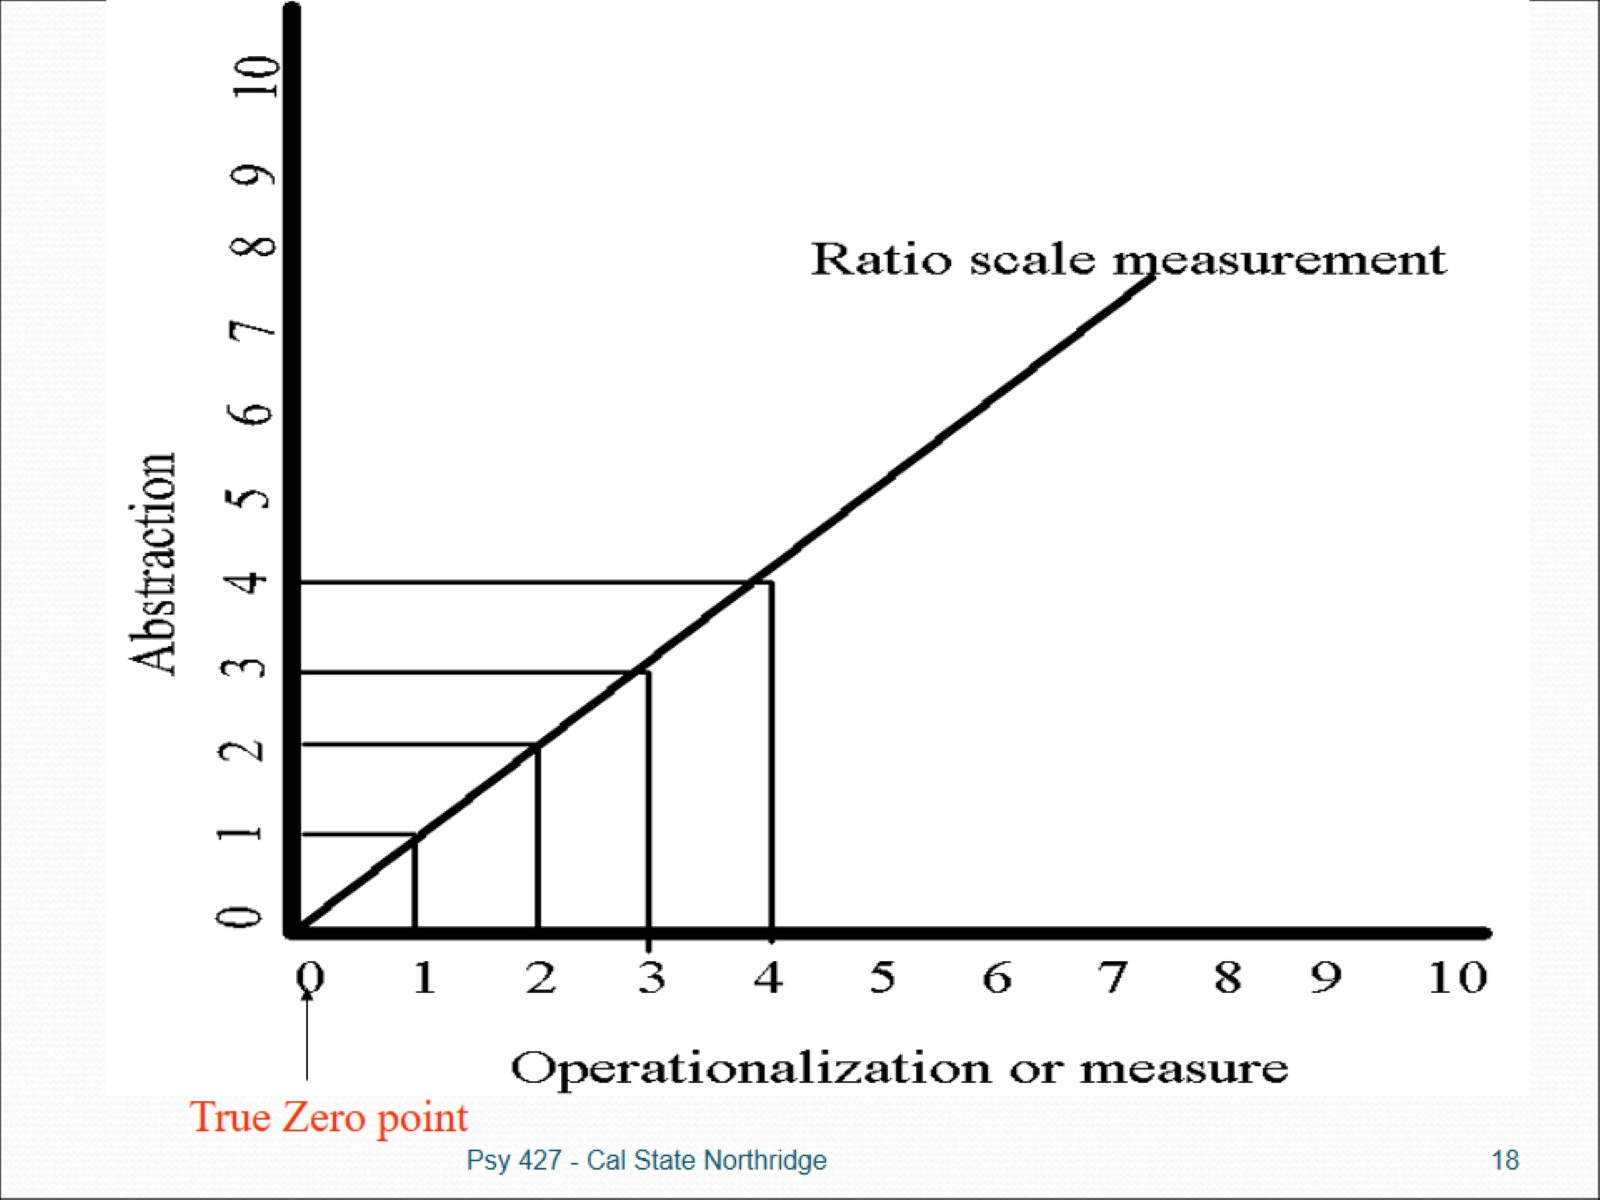 10
9
8
7
6
5
4
3
2
1
0
Abstraction
Ratio scale measurement
0 1 2 3 4 5 6 7 8 9 10
Operationalization or measure
True Zero point
Psy 427 - Cal State Northridge
18